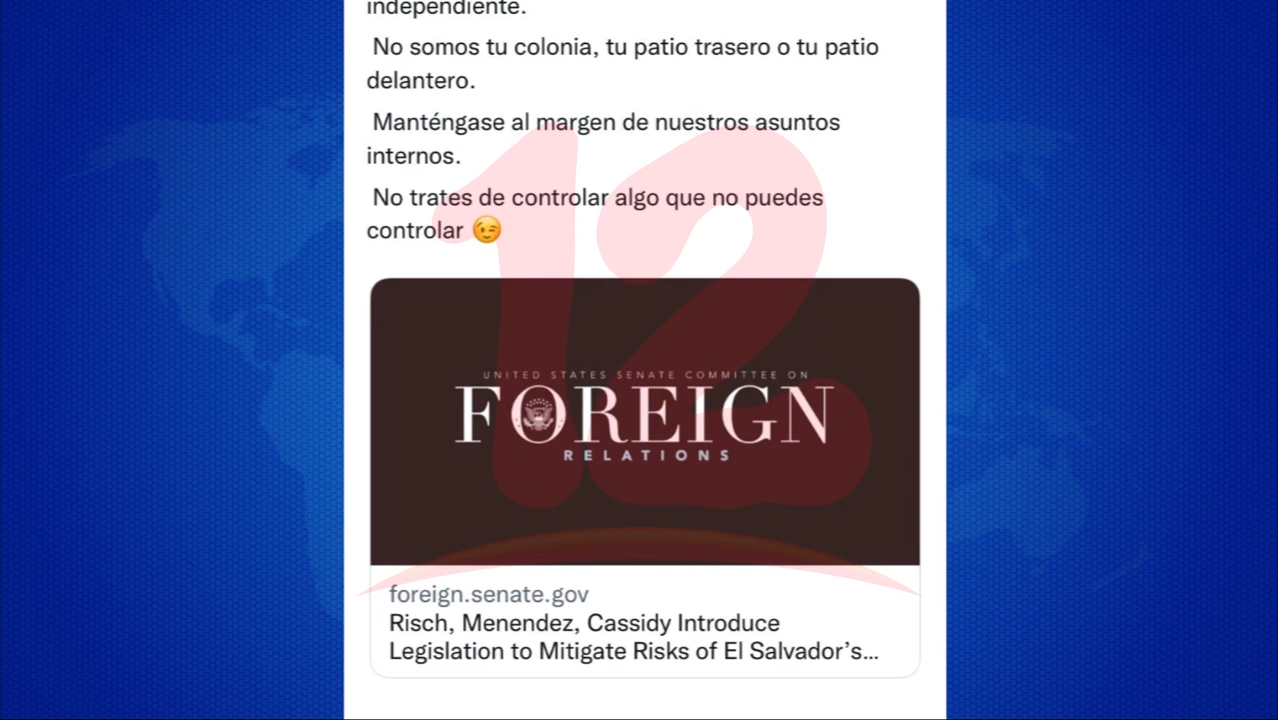 independiente.
No somos tu colonia, tu patio trasero o tu patio
delantero.
Manténgase al margen de nuestros asuntos
internos.
No trates de controlar algo que no puedes
controlar 😉
12
UNITED STATES SENATE COMMITTEE ON
FOREIGN
RELATIONS
foreign.senate.gov
Risch, Menendez, Cassidy Introduce
Legislation to Mitigate Risks of El Salvador’s...